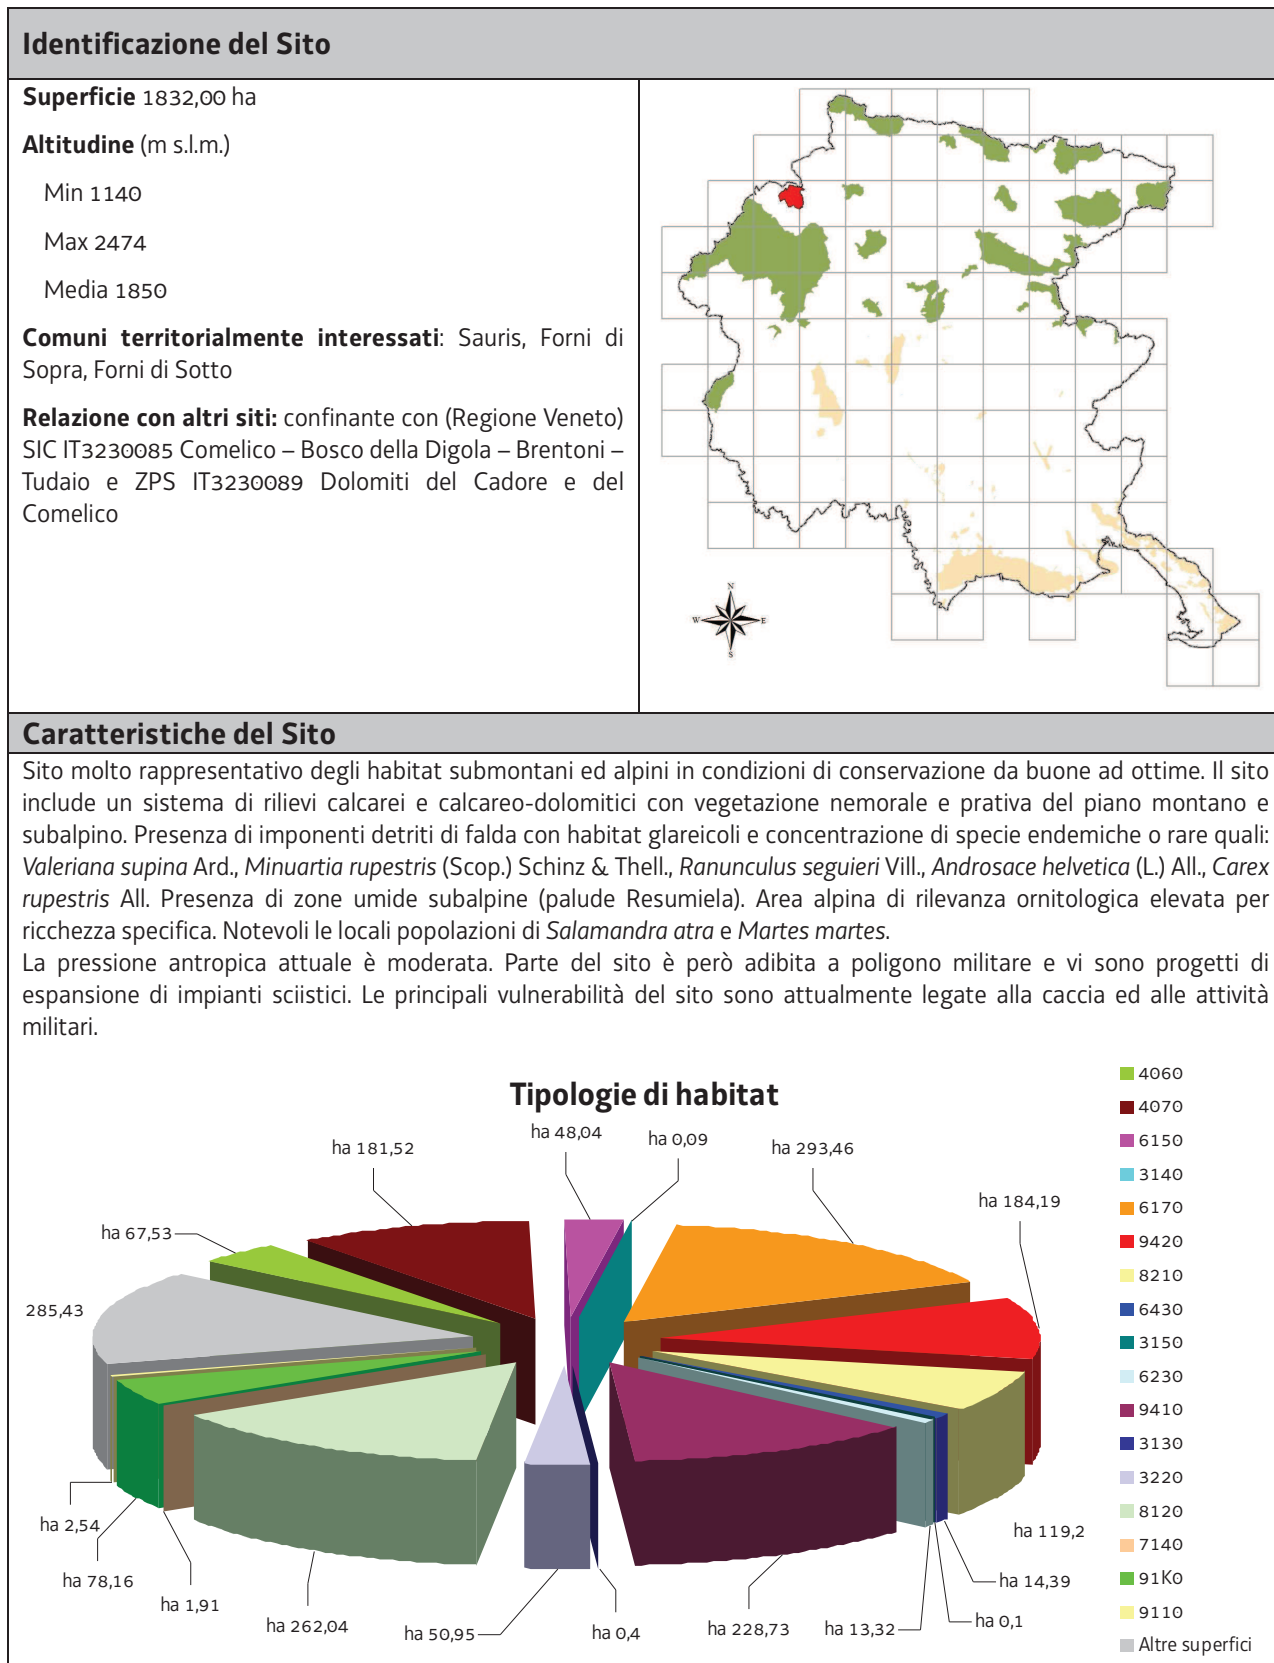 Identificazione del Sito
Superficie 1832,00 ha
Altitudine (m s.l.m.)
Min 1140
Max 2474
Media 1850
Comuni territorialmente interessati: Sauris, Forni di
Sopra, Forni di Sotto
Relazione con altri siti: confinante con (Regione Veneto)
SIC IT3230085 Comelico – Bosco della Digola – Brentoni –
Tudaio e ZPS IT3230089 Dolomiti del Cadore e del
Comelico
N
W
E
S
Caratteristiche del Sito
Sito molto rappresentativo degli habitat submontani ed alpini in condizioni di conservazione da buone ad ottime. Il sito
include un sistema di rilievi calcarei e calcareo-dolomitici con vegetazione nemorale e prativa del piano montano e
subalpino. Presenza di imponenti detriti di falda con habitat glareicoli e concentrazione di specie endemiche o rare quali:
Valeriana supina Ard., Minuartia rupestris (Scop.) Schinz & Thell., Ranunculus seguieri Vill., Androsace helvetica (L.) All., Carex
rupestris All. Presenza di zone umide subalpine (palude Resumiela). Area alpina di rilevanza ornitologica elevata per
ricchezza specifica. Notevoli le locali popolazioni di Salamandra atra e Martes martes.
La pressione antropica attuale è moderata. Parte del sito è però adibita a poligono militare e vi sono progetti di
espansione di impianti sciistici. Le principali vulnerabilità del sito sono attualmente legate alla caccia ed alle attività
militari.
Tipologie di habitat
ha 48,04
ha 0,09
ha 181,52
ha 293,46
ha 184,19
ha 67,53
285,43
ha 2,54
ha 78,16
ha 1,91
ha 262,04
ha 50,95
ha 0,4
ha 228,73
ha 13,32
ha 0,1
ha 14,39
ha 119,2
4060
4070
6150
3140
6170
9420
8210
6430
3150
6230
9410
3130
3220
8120
7140
91K0
9110
Altre superfici